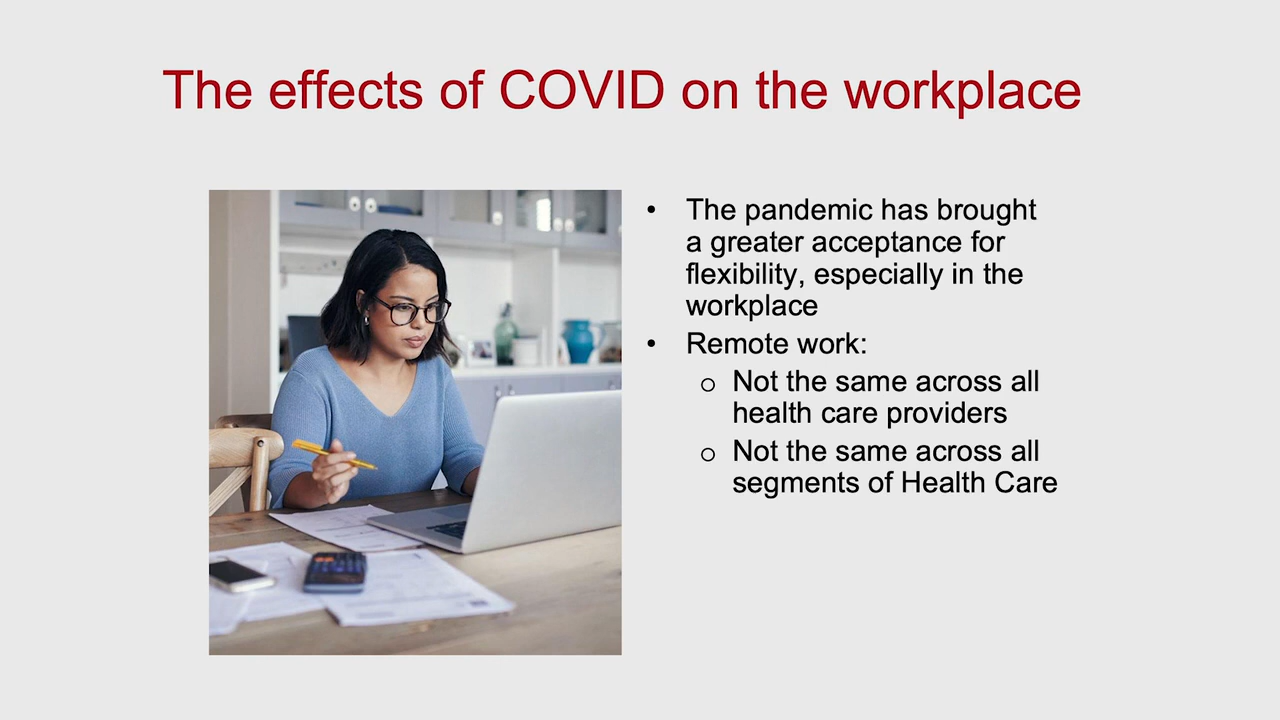 The effects of COVID on the workplace
• The pandemic has brought
a greater acceptance for
flexibility, especially in the
workplace
• Remote work:
o Not the same across all
health care providers
o Not the same across all
segments of Health Care